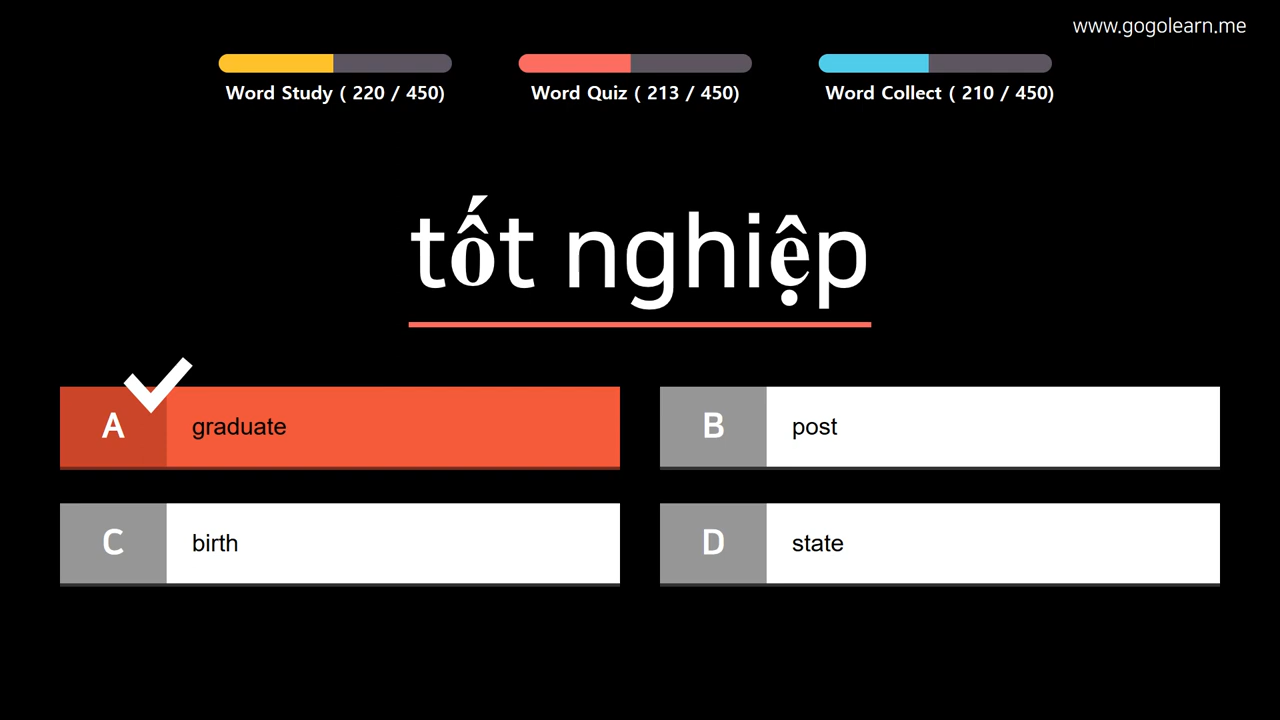 www.gogolearn.me
Word Study ( 220 / 450)
Word Quiz ( 213 / 450)
Word Collect ( 210 / 450)
tốt nghiệp
A graduate
B post
C birth
D state